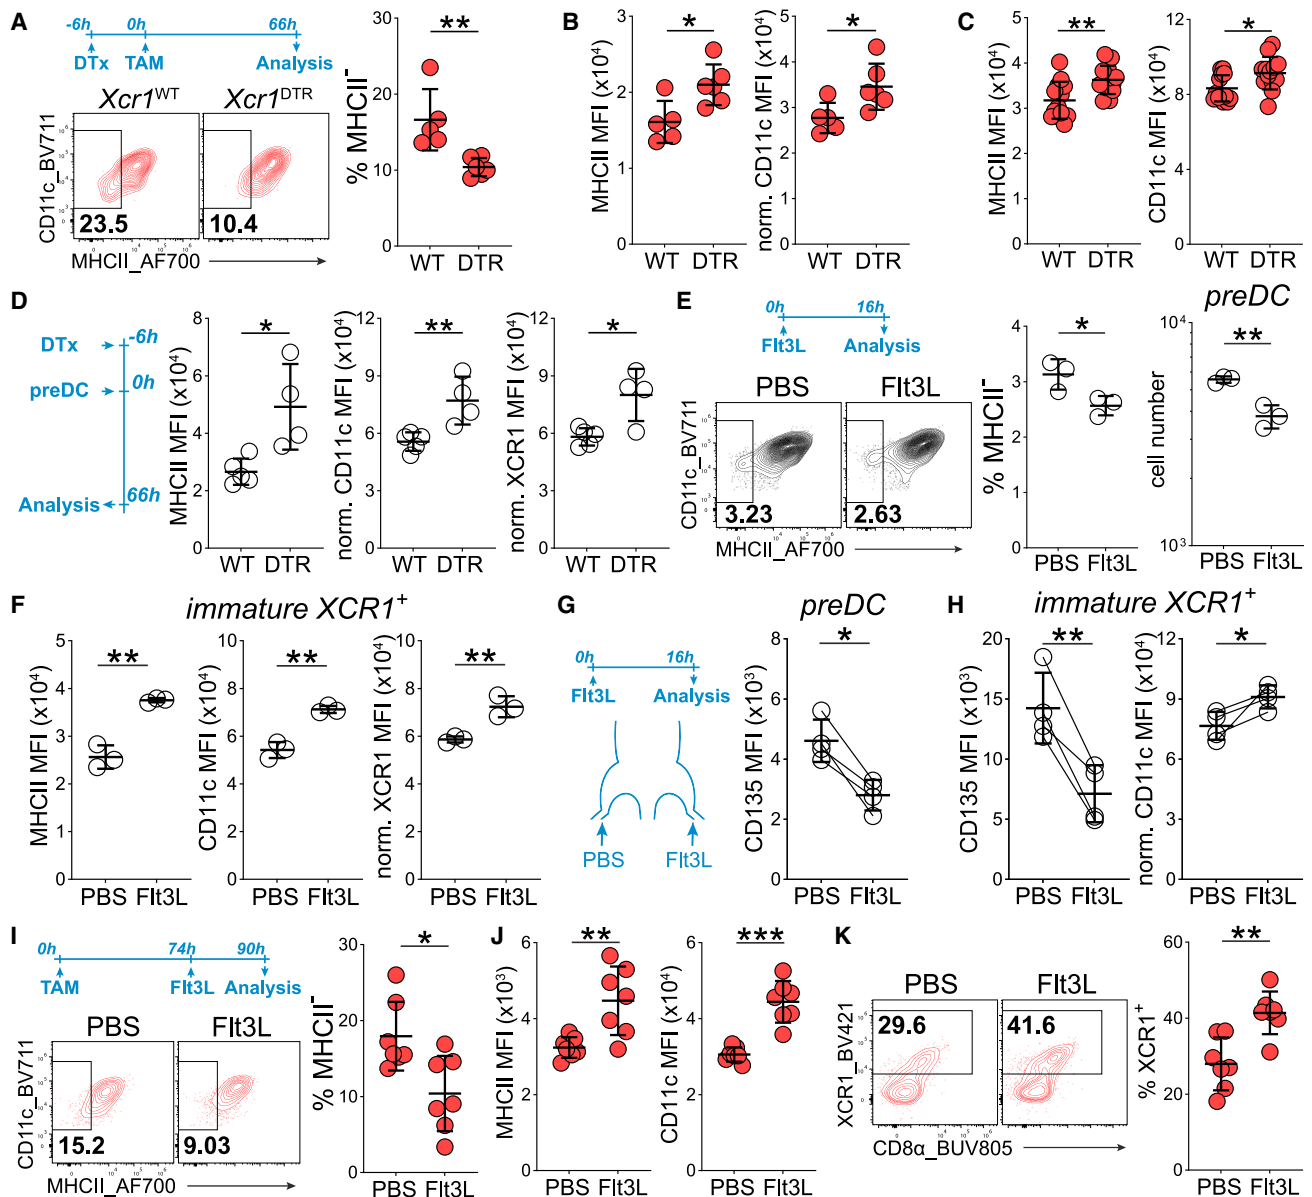 A
-6h 0h 66h
DTx TAM Analysis
Xcr1WT Xcr1DTR
CD11c_BV711
10⁶
10⁵
10⁴
10³
23.5 10.4
0 10⁴ 10⁵ 10⁶
MHCII_AF700
% MHCII⁻
30
20
10
0
**
WT DTR
B
MHCII MFI (x10⁴)
2
1
0
*
WT DTR
norm. CD11c MFI (x10⁴)
5
4
3
2
1
0
*
WT DTR
C
MHCII MFI (x10⁴)
5
4
3
2
1
0
**
WT DTR
CD11c MFI (x10⁴)
12
9
6
3
0
*
WT DTR
D
DTx -6h
preDC 0h
Analysis 66h
MHCII MFI (x10⁴)
8
6
4
2
0
*
WT DTR
norm. CD11c MFI (x10⁴)
12
9
6
3
0
**
WT DTR
norm. XCR1 MFI (x10⁴)
12
9
6
3
0
*
WT DTR
E
0h 16h
Flt3L Analysis
PBS Flt3L
CD11c_BV711
3.23 2.63
MHCII_AF700
% MHCII⁻
4
3
2
1
0
*
PBS Flt3L
preDC
cell number
10⁴
10³
**
PBS Flt3L
F
immature XCR1⁺
MHCII MFI (x10⁴)
5
4
3
2
1
0
**
PBS Flt3L
CD11c MFI (x10⁴)
10
8
6
4
2
0
**
PBS Flt3L
norm. XCR1 MFI (x10⁴)
10
8
6
4
2
0
**
PBS Flt3L
G
0h 16h
Flt3L Analysis
PBS Flt3L
preDC
CD135 MFI (x10³)
8
6
4
2
0
*
PBS Flt3L
H
immature XCR1⁺
CD135 MFI (x10³)
20
15
10
5
0
**
PBS Flt3L
norm. CD11c MFI (x10⁴)
12
9
6
3
0
*
PBS Flt3L
I
0h 74h 90h
TAM Flt3L Analysis
PBS Flt3L
CD11c_BV711
15.2 9.03
MHCII_AF700
% MHCII⁻
30
20
10
0
*
PBS Flt3L
J
MHCII MFI (x10³)
6
4
2
0
**
PBS Flt3L
CD11c MFI (x10⁴)
6
4
2
0
***
PBS Flt3L
K
PBS Flt3L
XCR1_BV421
29.6 41.6
CD8α_BUV805
% XCR1⁺
60
40
20
0
**
PBS Flt3L